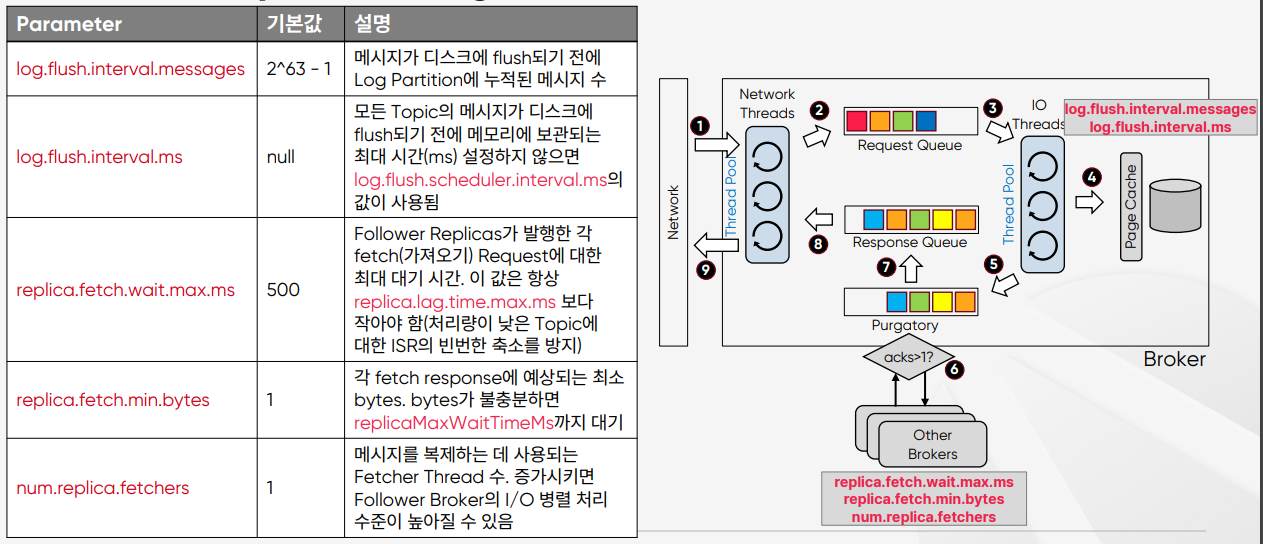 Parameter 기본값 설명
log.flush.interval.messages 2^63 - 1 메시지가 디스크에 flush되기 전에
Log Partition에 누적된 메시지 수
log.flush.interval.ms null 모든 Topic의 메시지가 디스크에
flush되기 전에 메모리에 보관되는
최대 시간(ms) 설정하지 않으면
log.flush.scheduler.interval.ms의
값이 사용됨
replica.fetch.wait.max.ms 500 Follower Replicas가 발행한 각
fetch(가져오기) Request에 대한
최대 대기 시간. 이 값은 항상
replica.lag.time.max.ms 보다
작아야 함(처리량이 낮은 Topic에
대한 ISR의 빈번한 축소를 방지)
replica.fetch.min.bytes 1 각 fetch response에 예상되는 최소
bytes. bytes가 불충분하면
replicaMaxWaitTimeMs까지 대기
num.replica.fetchers 1 메시지를 복제하는 데 사용되는
Fetcher Thread 수. 증가시키면
Follower Broker의 I/O 병렬 처리
수준이 높아질 수 있음
Network
1
Network
Threads
Thread Pool
2
Request Queue
3
IO
Threads
log.flush.interval.messages
log.flush.interval.ms
Thread Pool
4
Page Cache
5
Response Queue
8
9
7
Purgatory
acks>1?
6
Broker
Other
Brokers
replica.fetch.wait.max.ms
replica.fetch.min.bytes
num.replica.fetchers